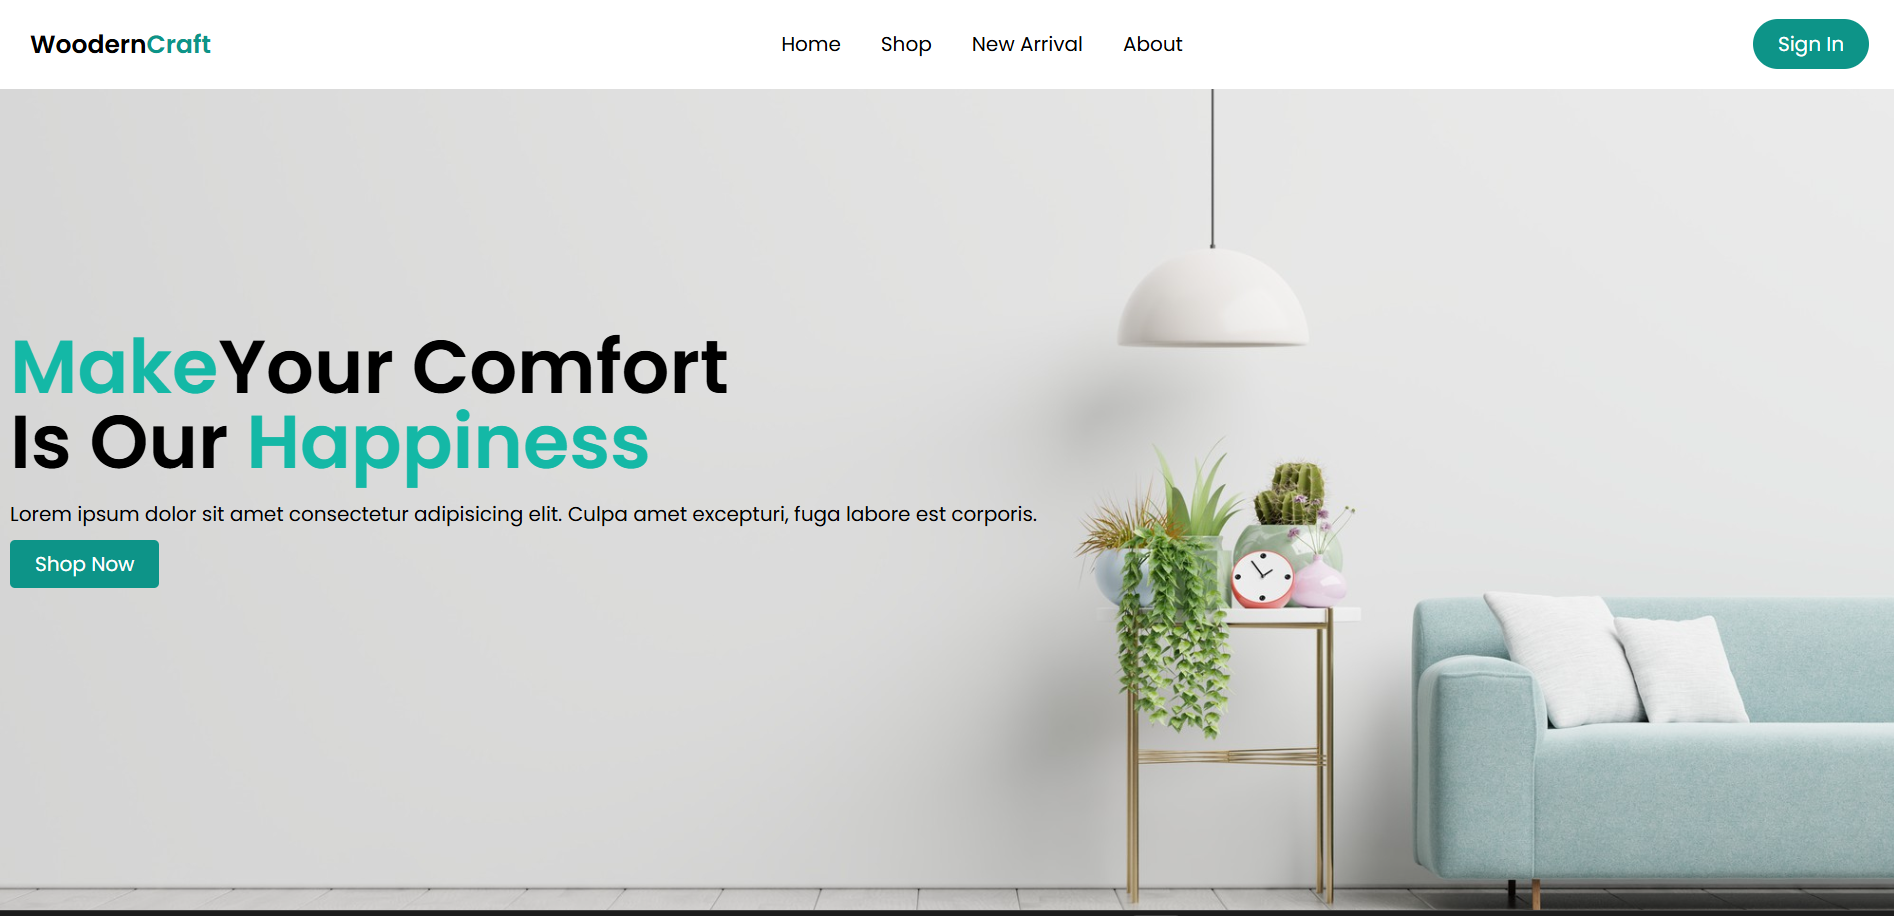 WoodernCraft
Home Shop New Arrival About
Sign In
MakeYour Comfort
Is Our Happiness
Lorem ipsum dolor sit amet consectetur adipisicing elit. Culpa amet excepturi, fuga labore est corporis.
Shop Now